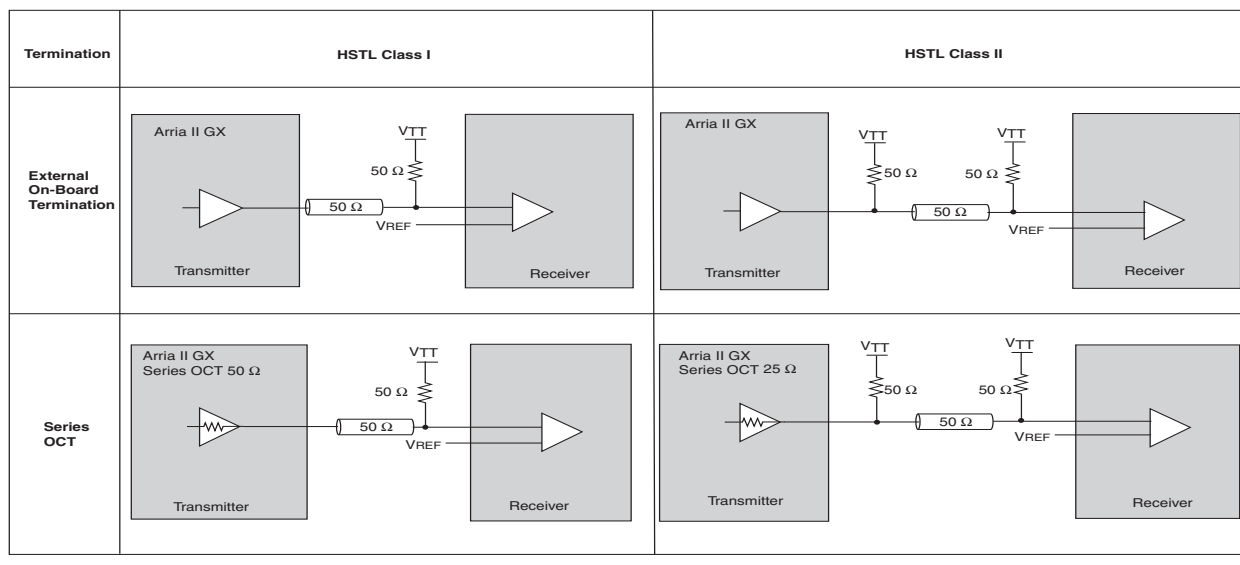 Termination
HSTL Class I
HSTL Class II
External
On-Board
Termination
Arria II GX
Transmitter
50 Ω
VTT
50 Ω
VREF
Receiver
Arria II GX
Transmitter
VTT
50 Ω
50 Ω
VTT
50 Ω
VREF
Receiver
Series
OCT
Arria II GX
Series OCT 50 Ω
Transmitter
50 Ω
VTT
50 Ω
VREF
Receiver
Arria II GX
Series OCT 25 Ω
Transmitter
VTT
50 Ω
50 Ω
VTT
50 Ω
VREF
Receiver